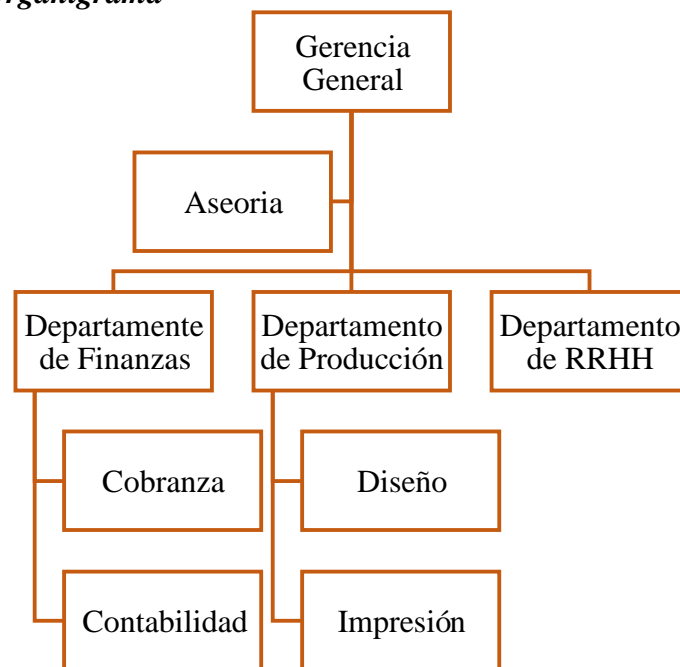 rganigrama
Gerencia
General
Aseoria
Departamente
de Finanzas
Departamento
de Producción
Departamento
de RRHH
Cobranza
Diseño
Contabilidad
Impresión